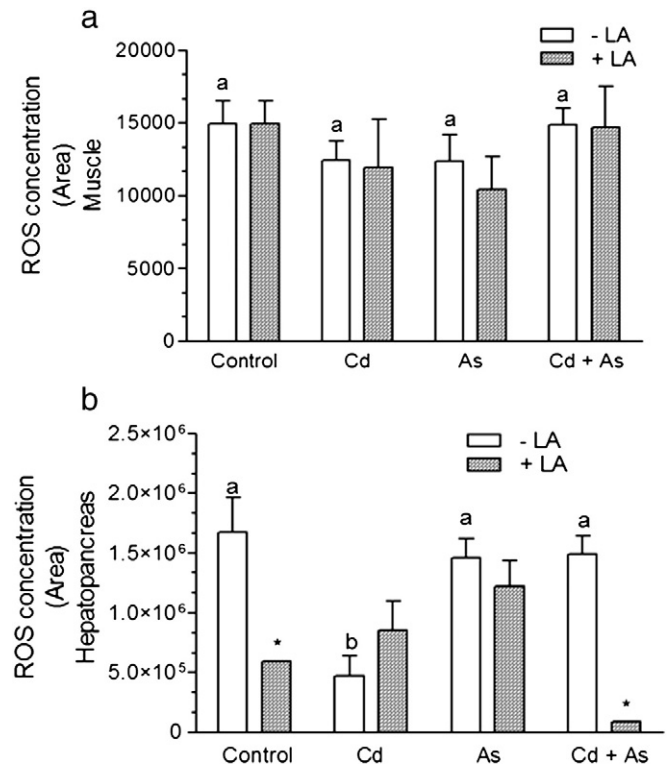 a
- LA
+ LA
ROS concentration
(Area)
Muscle
20000
15000
10000
5000
0
a
a
a
a
Control
Cd
As
Cd + As
b
- LA
+ LA
ROS concentration
(Area)
Hepatopancreas
2.5×10⁶
2.0×10⁶
1.5×10⁶
1.0×10⁶
5.0×10⁵
0
a
*
b
a
a
*
Control
Cd
As
Cd + As